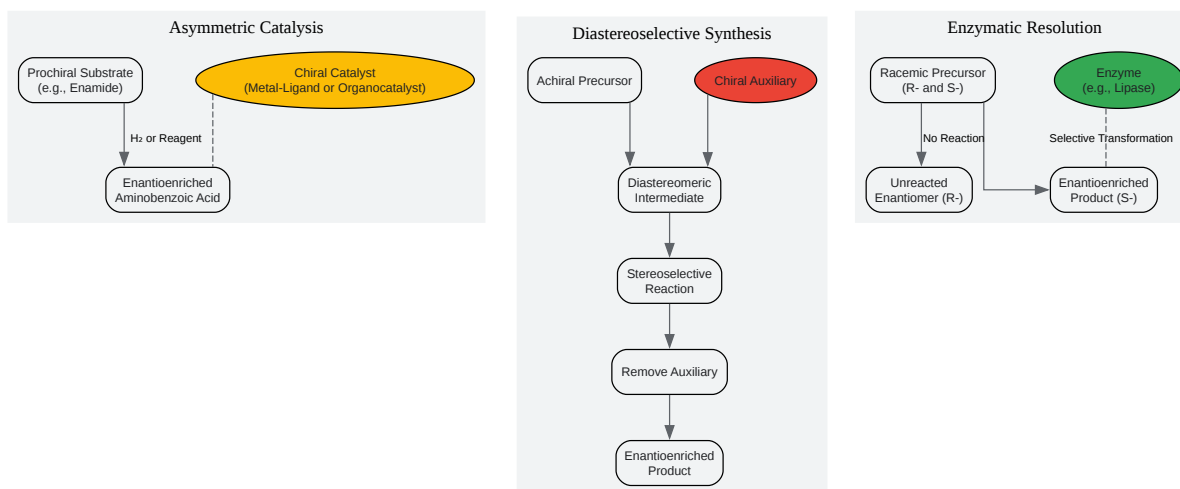 Asymmetric Catalysis
Prochiral Substrate
(e.g., Enamide)
Chiral Catalyst
(Metal-Ligand or Organocatalyst)
H₂ or Reagent
Enantioenriched
Aminobenzoic Acid
Diastereoselective Synthesis
Achiral Precursor
Chiral Auxiliary
Diastereomeric
Intermediate
Stereoselective
Reaction
Remove Auxiliary
Enantioenriched
Product
Enzymatic Resolution
Racemic Precursor
(R- and S-)
Enzyme
(e.g., Lipase)
No Reaction
Selective Transformation
Unreacted
Enantiomer (R-)
Enantioenriched
Product (S-)